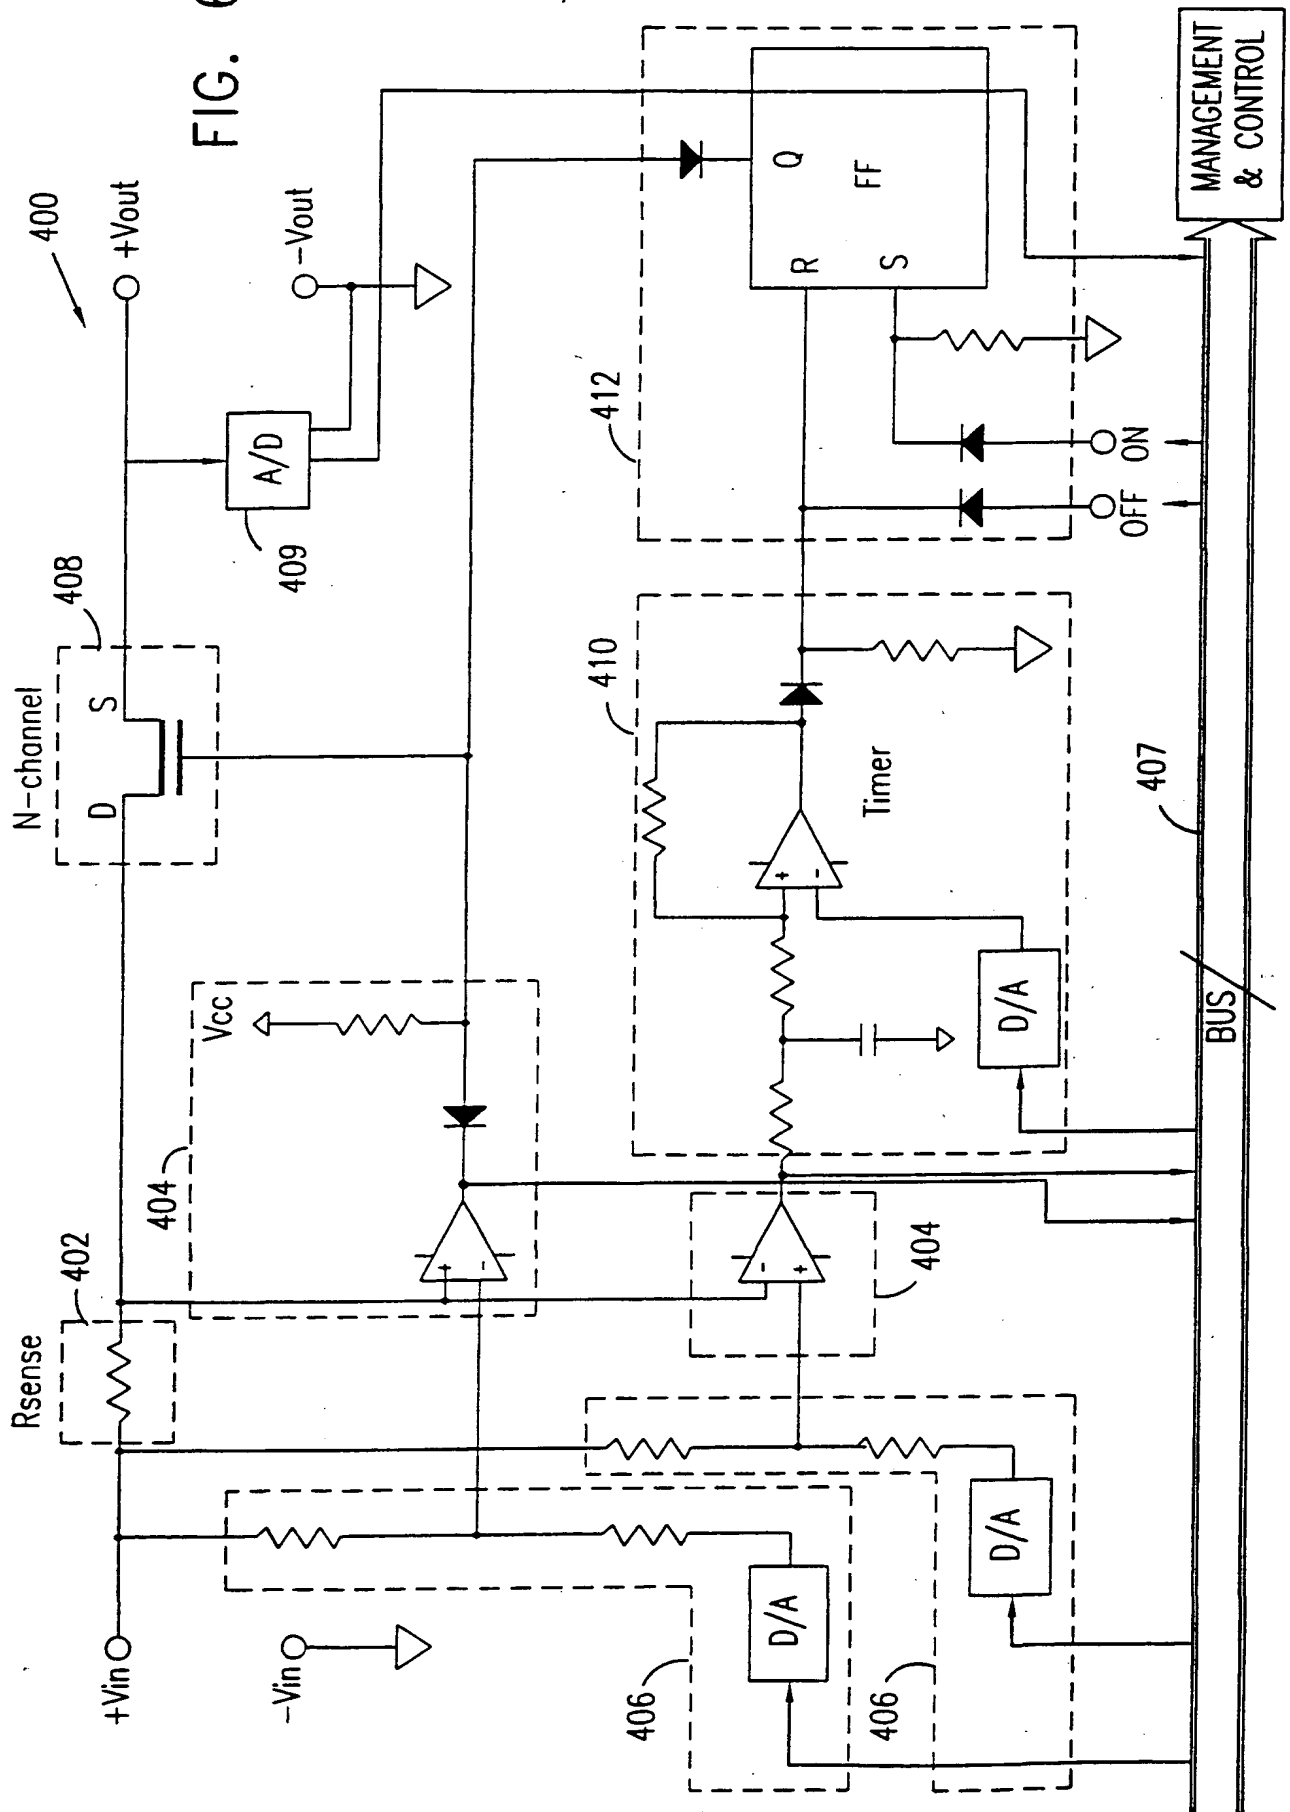 FIG. 6
400
+Vout
-Vout
N-channel
D
S
408
A/D
409
Rsense
402
404
Vcc
+
-
+Vin
-Vin
406
D/A
406
D/A
404
-
+
410
+
-
Timer
D/A
412
Q
FF
R
S
OFF
ON
407
BUS
MANAGEMENT
& CONTROL